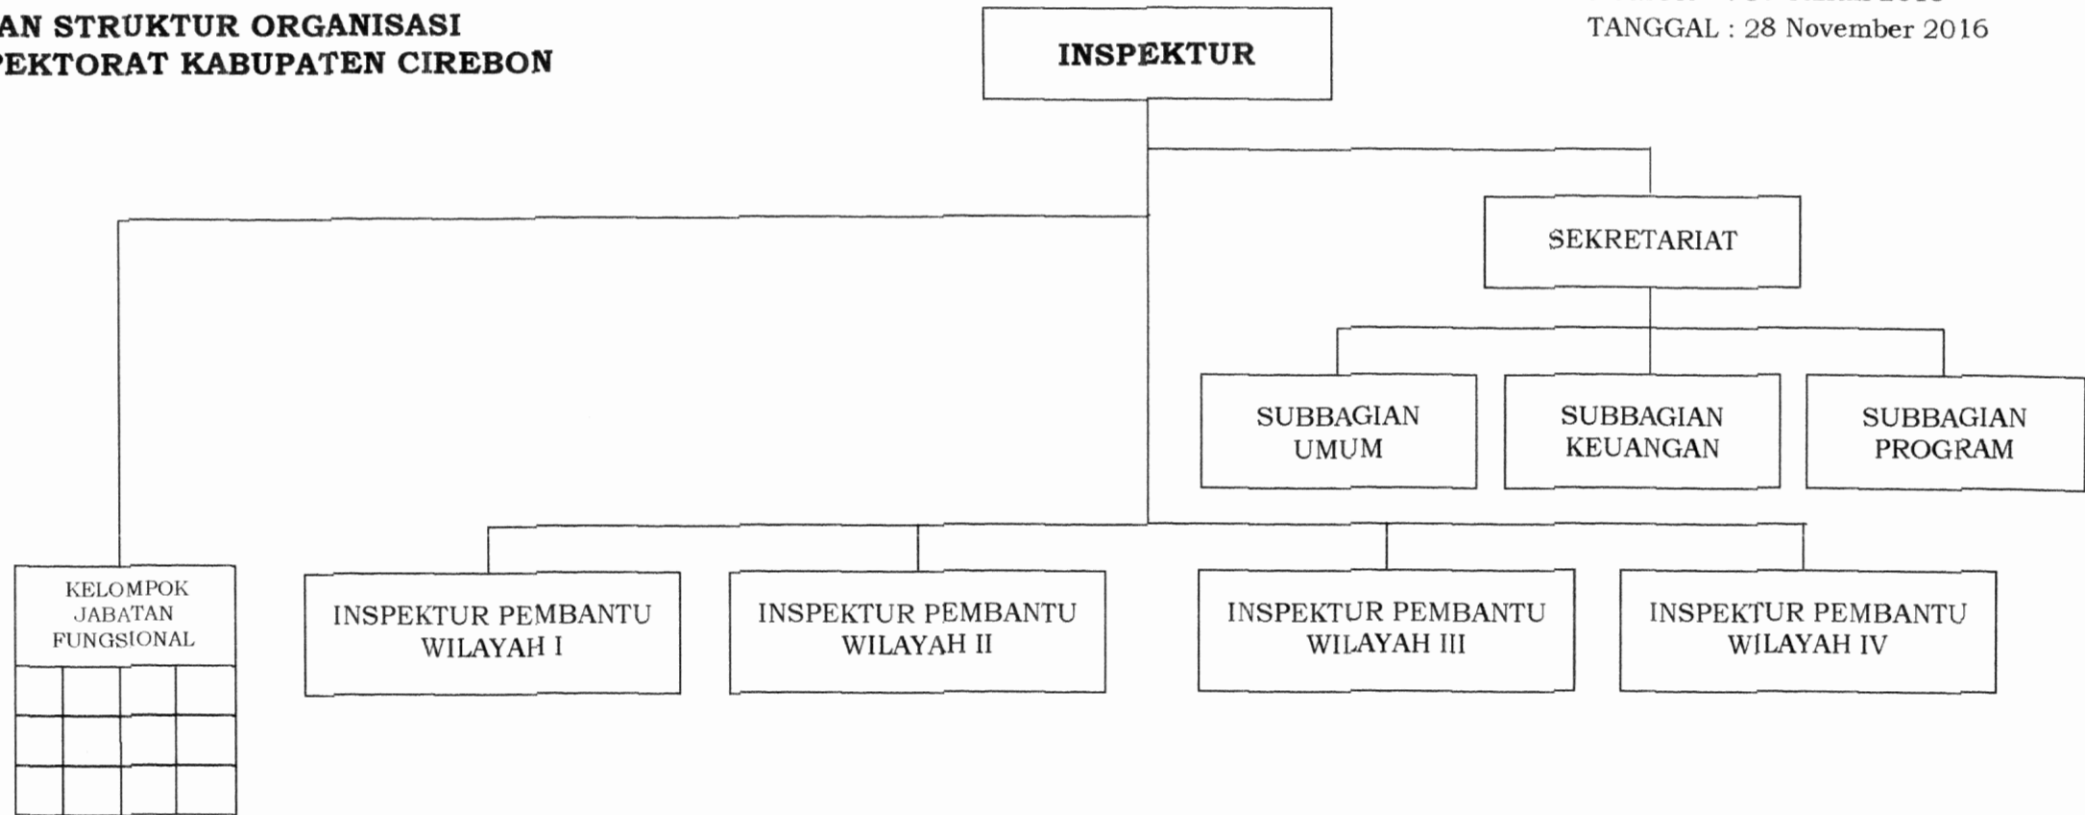 AN STRUKTUR ORGANISASI
PEKTORAT KABUPATEN CIREBON
TANGGAL : 28 November 2016
INSPEKTUR
SEKRETARIAT
SUBBAGIAN
UMUM
SUBBAGIAN
KEUANGAN
SUBBAGIAN
PROGRAM
KELOMPOK
JABATAN
FUNGSIONAL
INSPEKTUR PEMBANTU
WILAYAH I
INSPEKTUR PEMBANTU
WILAYAH II
INSPEKTUR PEMBANTU
WILAYAH III
INSPEKTUR PEMBANTU
WILAYAH IV